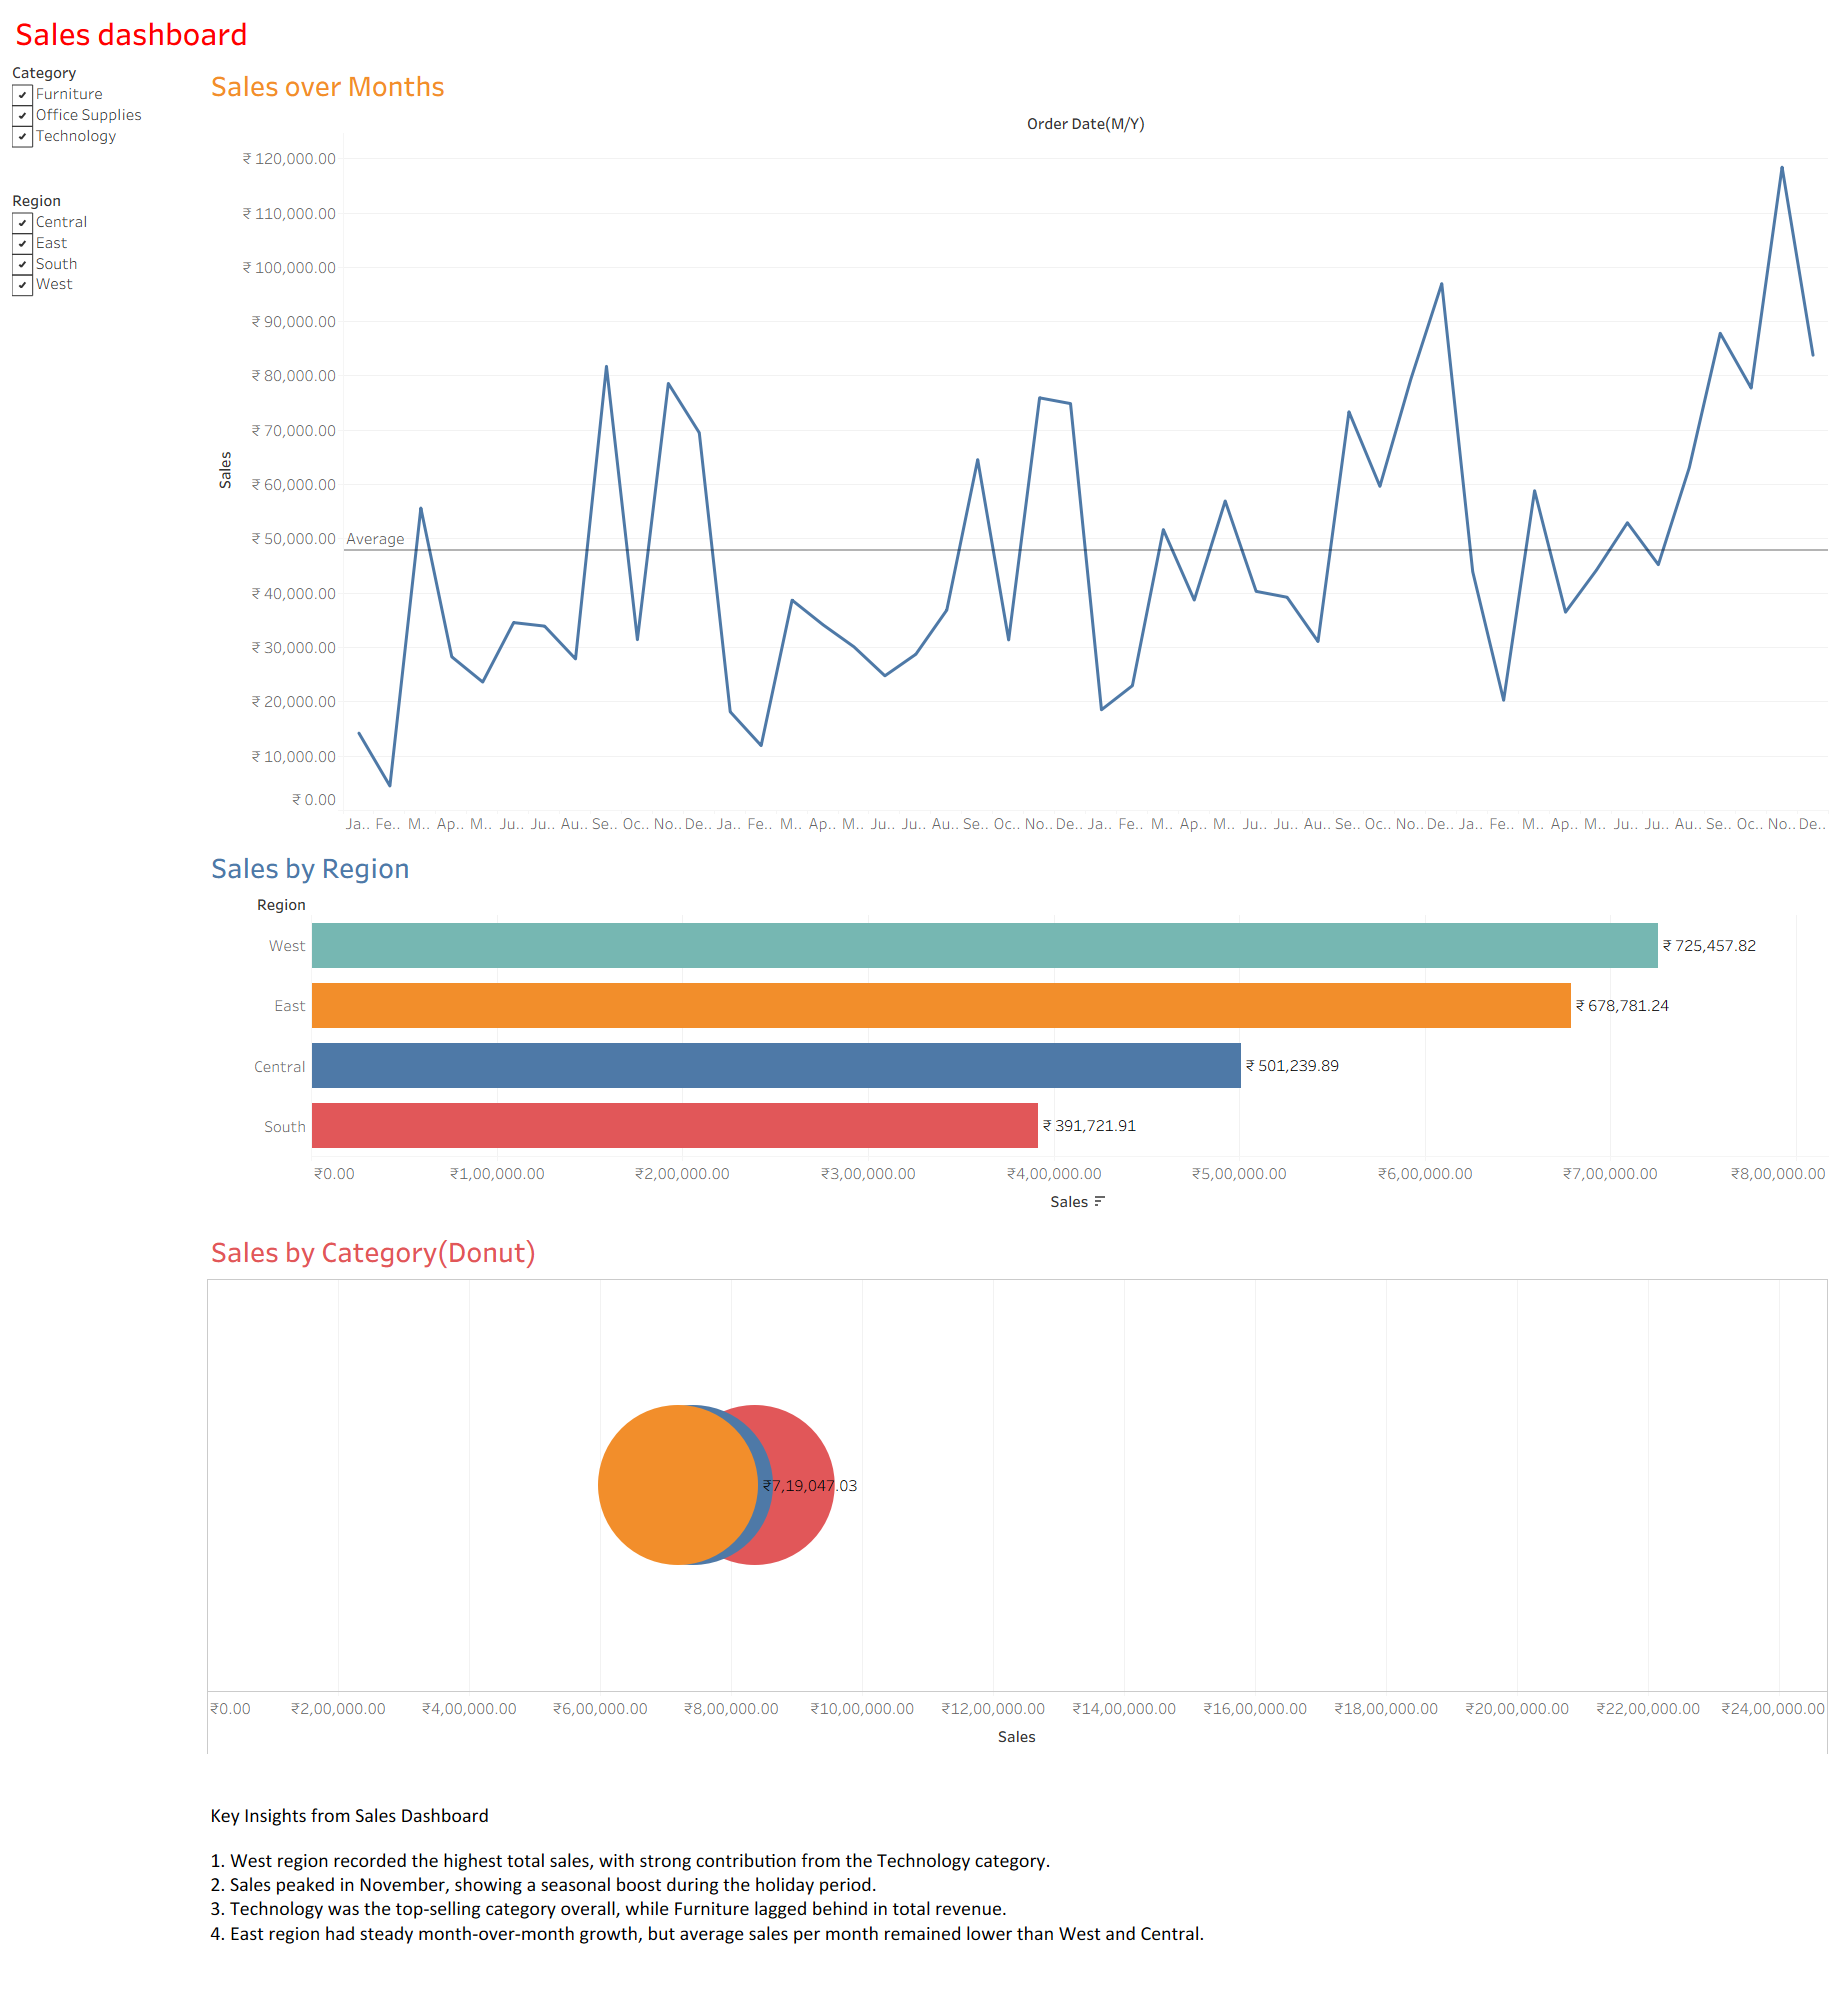 Sales dashboard
Category
Furniture
Office Supplies
Technology
Region
Central
East
South
West
Sales over Months
Order Date(M/Y)
₹ 120,000.00
₹ 110,000.00
₹ 100,000.00
₹ 90,000.00
₹ 80,000.00
₹ 70,000.00
₹ 60,000.00
₹ 50,000.00
₹ 40,000.00
₹ 30,000.00
₹ 20,000.00
₹ 10,000.00
₹ 0.00
Sales
Average
Ja.. Fe.. M.. Ap.. M.. Ju.. Ju.. Au.. Se.. Oc.. No.. De.. Ja.. Fe.. M.. Ap.. M.. Ju.. Ju.. Au.. Se.. Oc.. No.. De.. Ja.. Fe.. M.. Ap.. M.. Ju.. Ju.. Au.. Se.. Oc.. No.. De.. Ja.. Fe.. M.. Ap.. M.. Ju.. Ju.. Au.. Se.. Oc.. No.. De..
Sales by Region
Region
West ₹ 725,457.82
East ₹ 678,781.24
Central ₹ 501,239.89
South ₹ 391,721.91
₹0.00 ₹1,00,000.00 ₹2,00,000.00 ₹3,00,000.00 ₹4,00,000.00 ₹5,00,000.00 ₹6,00,000.00 ₹7,00,000.00 ₹8,00,000.00
Sales
Sales by Category(Donut)
₹7,19,047.03
₹0.00 ₹2,00,000.00 ₹4,00,000.00 ₹6,00,000.00 ₹8,00,000.00 ₹10,00,000.00 ₹12,00,000.00 ₹14,00,000.00 ₹16,00,000.00 ₹18,00,000.00 ₹20,00,000.00 ₹22,00,000.00 ₹24,00,000.00
Sales
Key Insights from Sales Dashboard
1. West region recorded the highest total sales, with strong contribution from the Technology category.
2. Sales peaked in November, showing a seasonal boost during the holiday period.
3. Technology was the top-selling category overall, while Furniture lagged behind in total revenue.
4. East region had steady month-over-month growth, but average sales per month remained lower than West and Central.